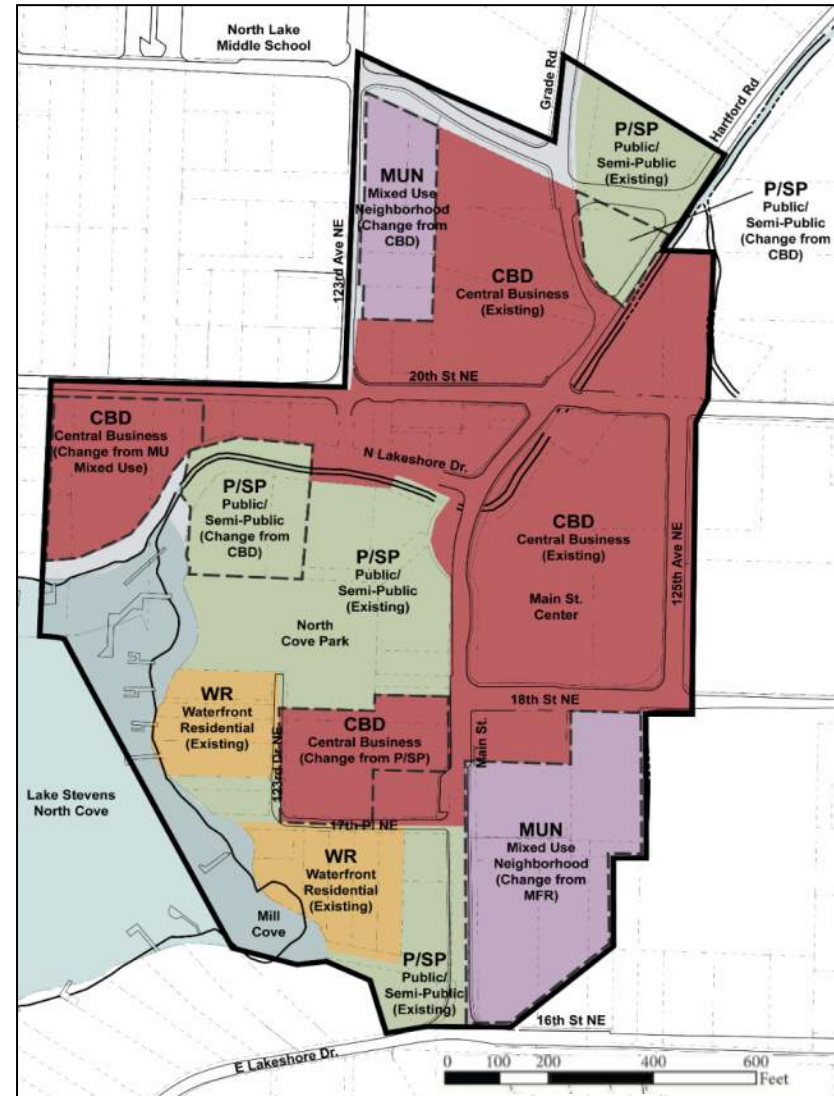 North Lake
Middle School
Grade Rd
Hartford Rd
P/SP
Public/
Semi-Public
(Existing)
P/SP
Public/
Semi-Public
(Change from
CBD)
MUN
Mixed Use
Neighborhood
(Change from
CBD)
123rd Ave NE
CBD
Central Business
(Existing)
20th St NE
CBD
Central Business
(Change from MU
Mixed Use)
N Lakeshore Dr.
P/SP
Public/
Semi-Public
(Change from
CBD)
P/SP
Public/
Semi-Public
(Existing)
CBD
Central Business
(Existing)
Main St.
Center
125th Ave NE
North
Cove Park
WR
Waterfront
Residential
(Existing)
123rd Dr NE
CBD
Central Business
(Change from P/SP)
18th St NE
Main St.
Lake Stevens
North Cove
17th Pl NE
MUN
Mixed Use
Neighborhood
(Change from
MFR)
WR
Waterfront
Residential
(Existing)
Mill
Cove
P/SP
Public/
Semi-Public
(Existing)
16th St NE
E Lakeshore Dr.
0 100 200 400 600
Feet